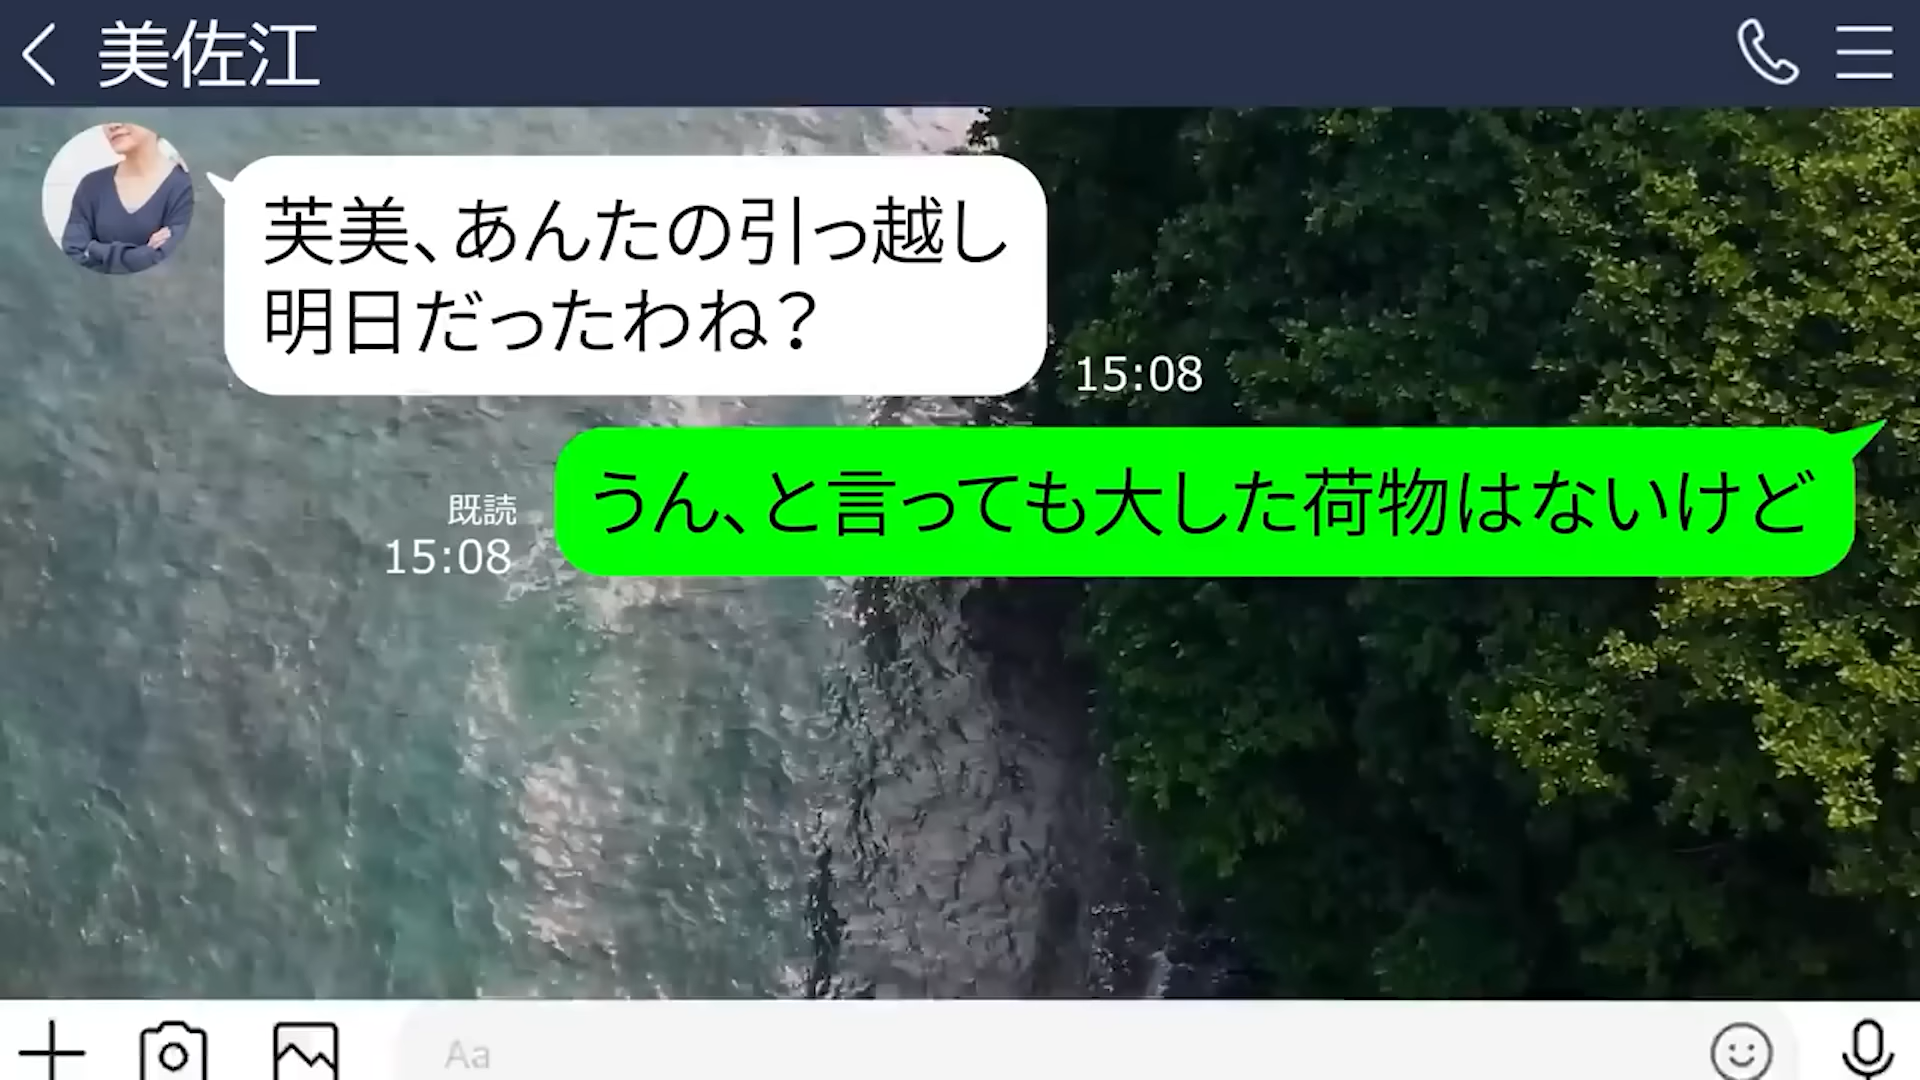 美佐江
芙美、あんたの引っ越し
明日だったわね？
15:08
うん、と言っても大した荷物はないけど
既読
15:08
Aa